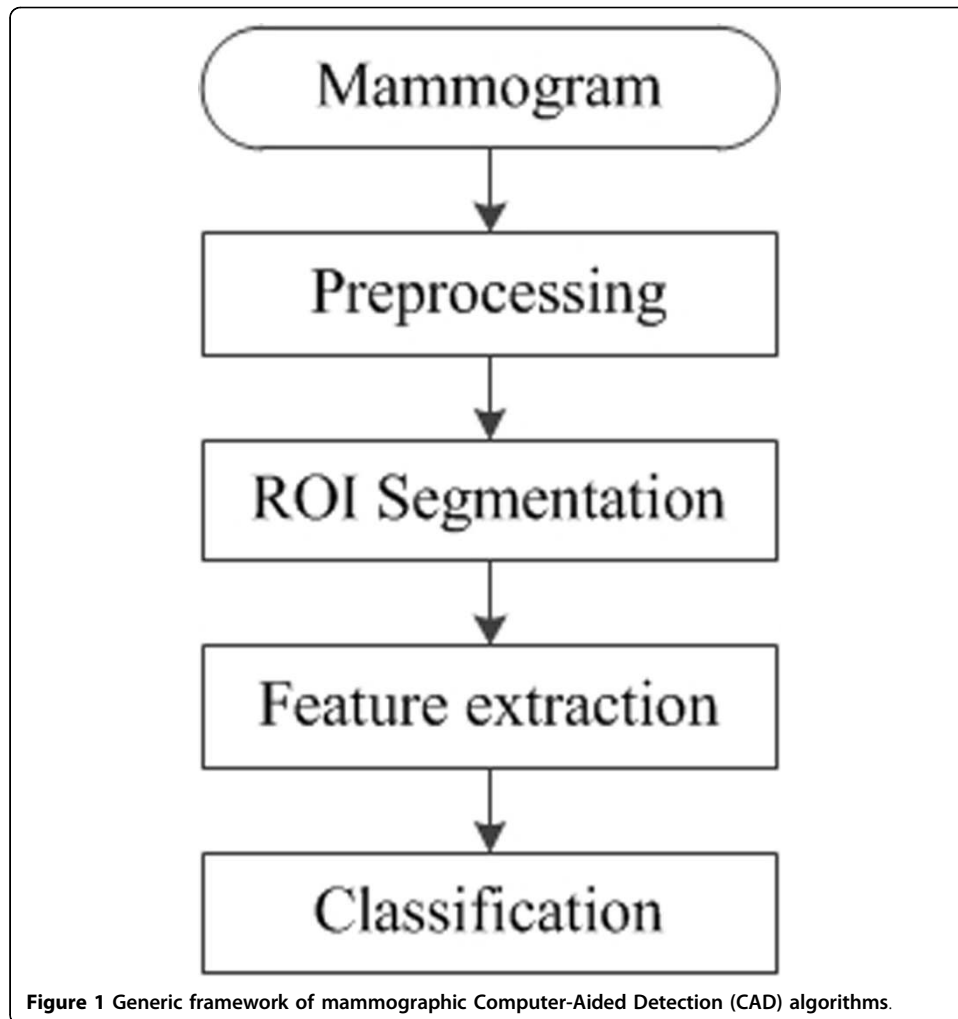 Mammogram
Preprocessing
ROI Segmentation
Feature extraction
Classification
Figure 1 Generic framework of mammographic Computer-Aided Detection (CAD) algorithms.